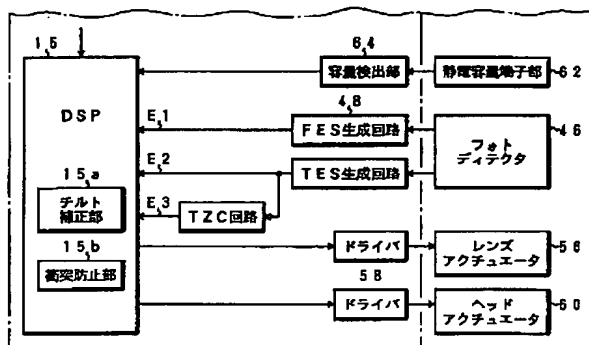 15
64
容量検出部
静電容量端子部
62
DSP
E1
48
FES生成回路
フォト
ディテクタ
46
E2
TES生成回路
15a
チルト
補正部
E3
TZC回路
15b
衝突防止部
ドライバ
レンズ
アクチュエータ
56
58
ドライバ
ヘッド
アクチュエータ
60